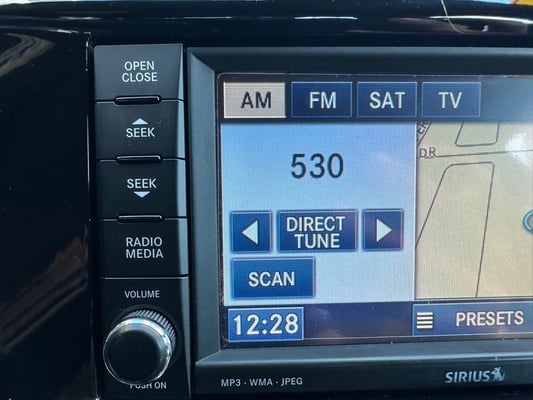 OPEN
CLOSE
SEEK
SEEK
RADIO
MEDIA
VOLUME
PUSH ON
AM
FM
SAT
TV
530
DIRECT
TUNE
SCAN
12:28
DR
PRESETS
MP3 · WMA · JPEG
SIRIUS